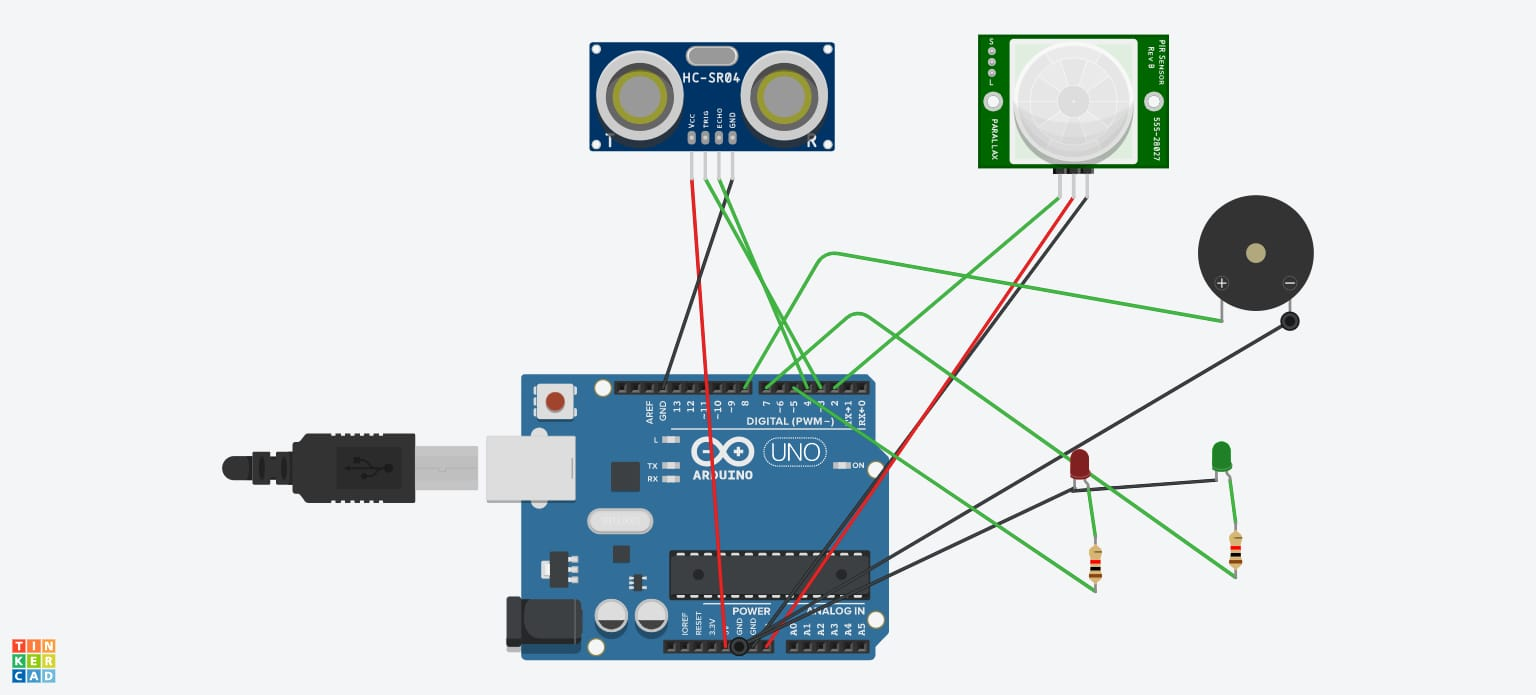 HC-SR04
VCC
TRIG
ECHO
GND
T
R
S
L
PIR SENSOR
REV B
PARALLAX
555-28027
+
−
AREF
GND
13
12
~11
~10
~9
8
7
~6
~5
4
~3
2
TX→1
RX←0
DIGITAL (PWM~)
L
TX
RX
ARDUINO
UNO
ON
IOREF
RESET
3.3V
5V
GND
GND
POWER
ANALOG IN
A0
A1
A2
A3
A4
A5
TIN
KER
CAD